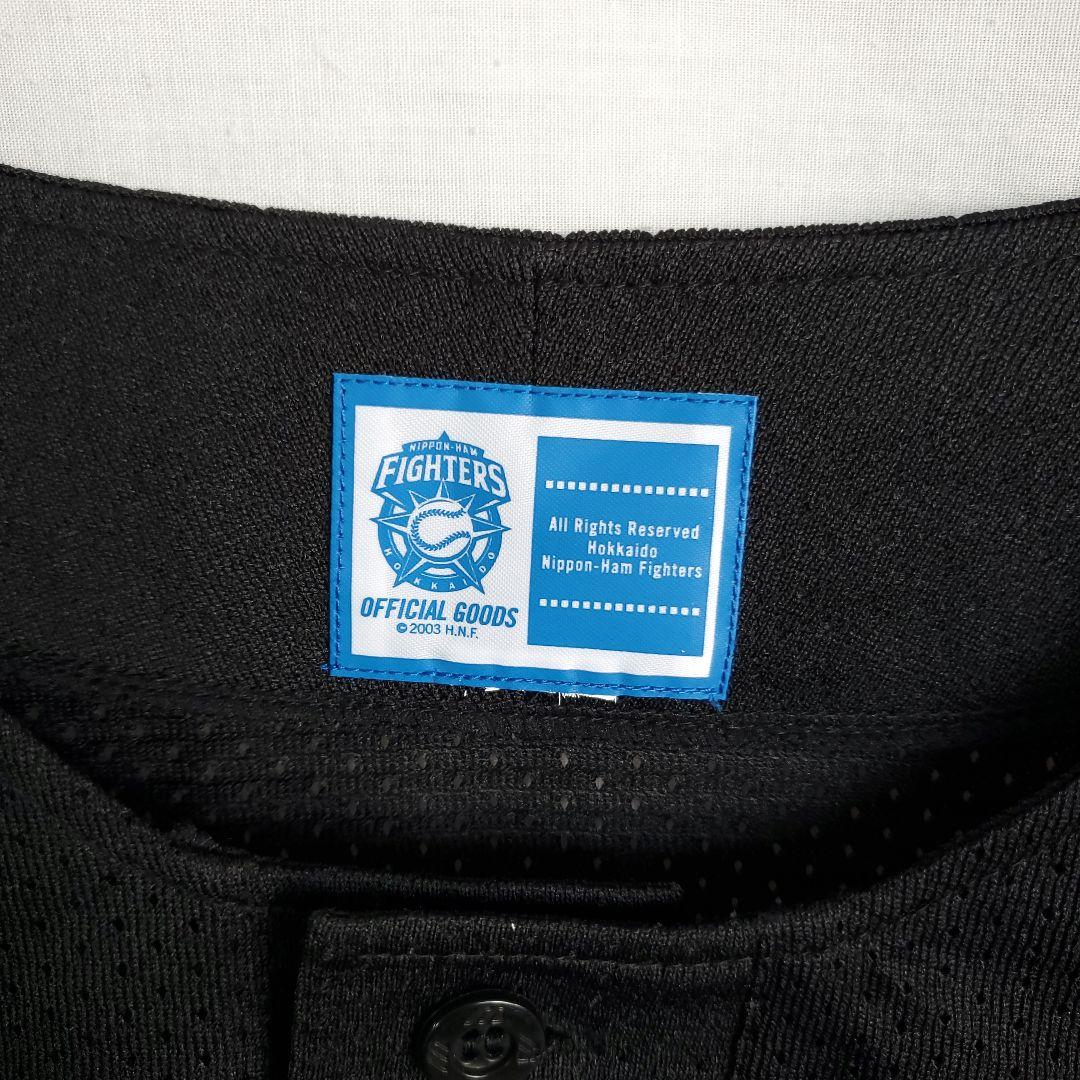 NIPPON-HAM
FIGHTERS
HOKKAIDO
OFFICIAL GOODS
©2003 H.N.F.
All Rights Reserved
Hokkaido
Nippon-Ham Fighters